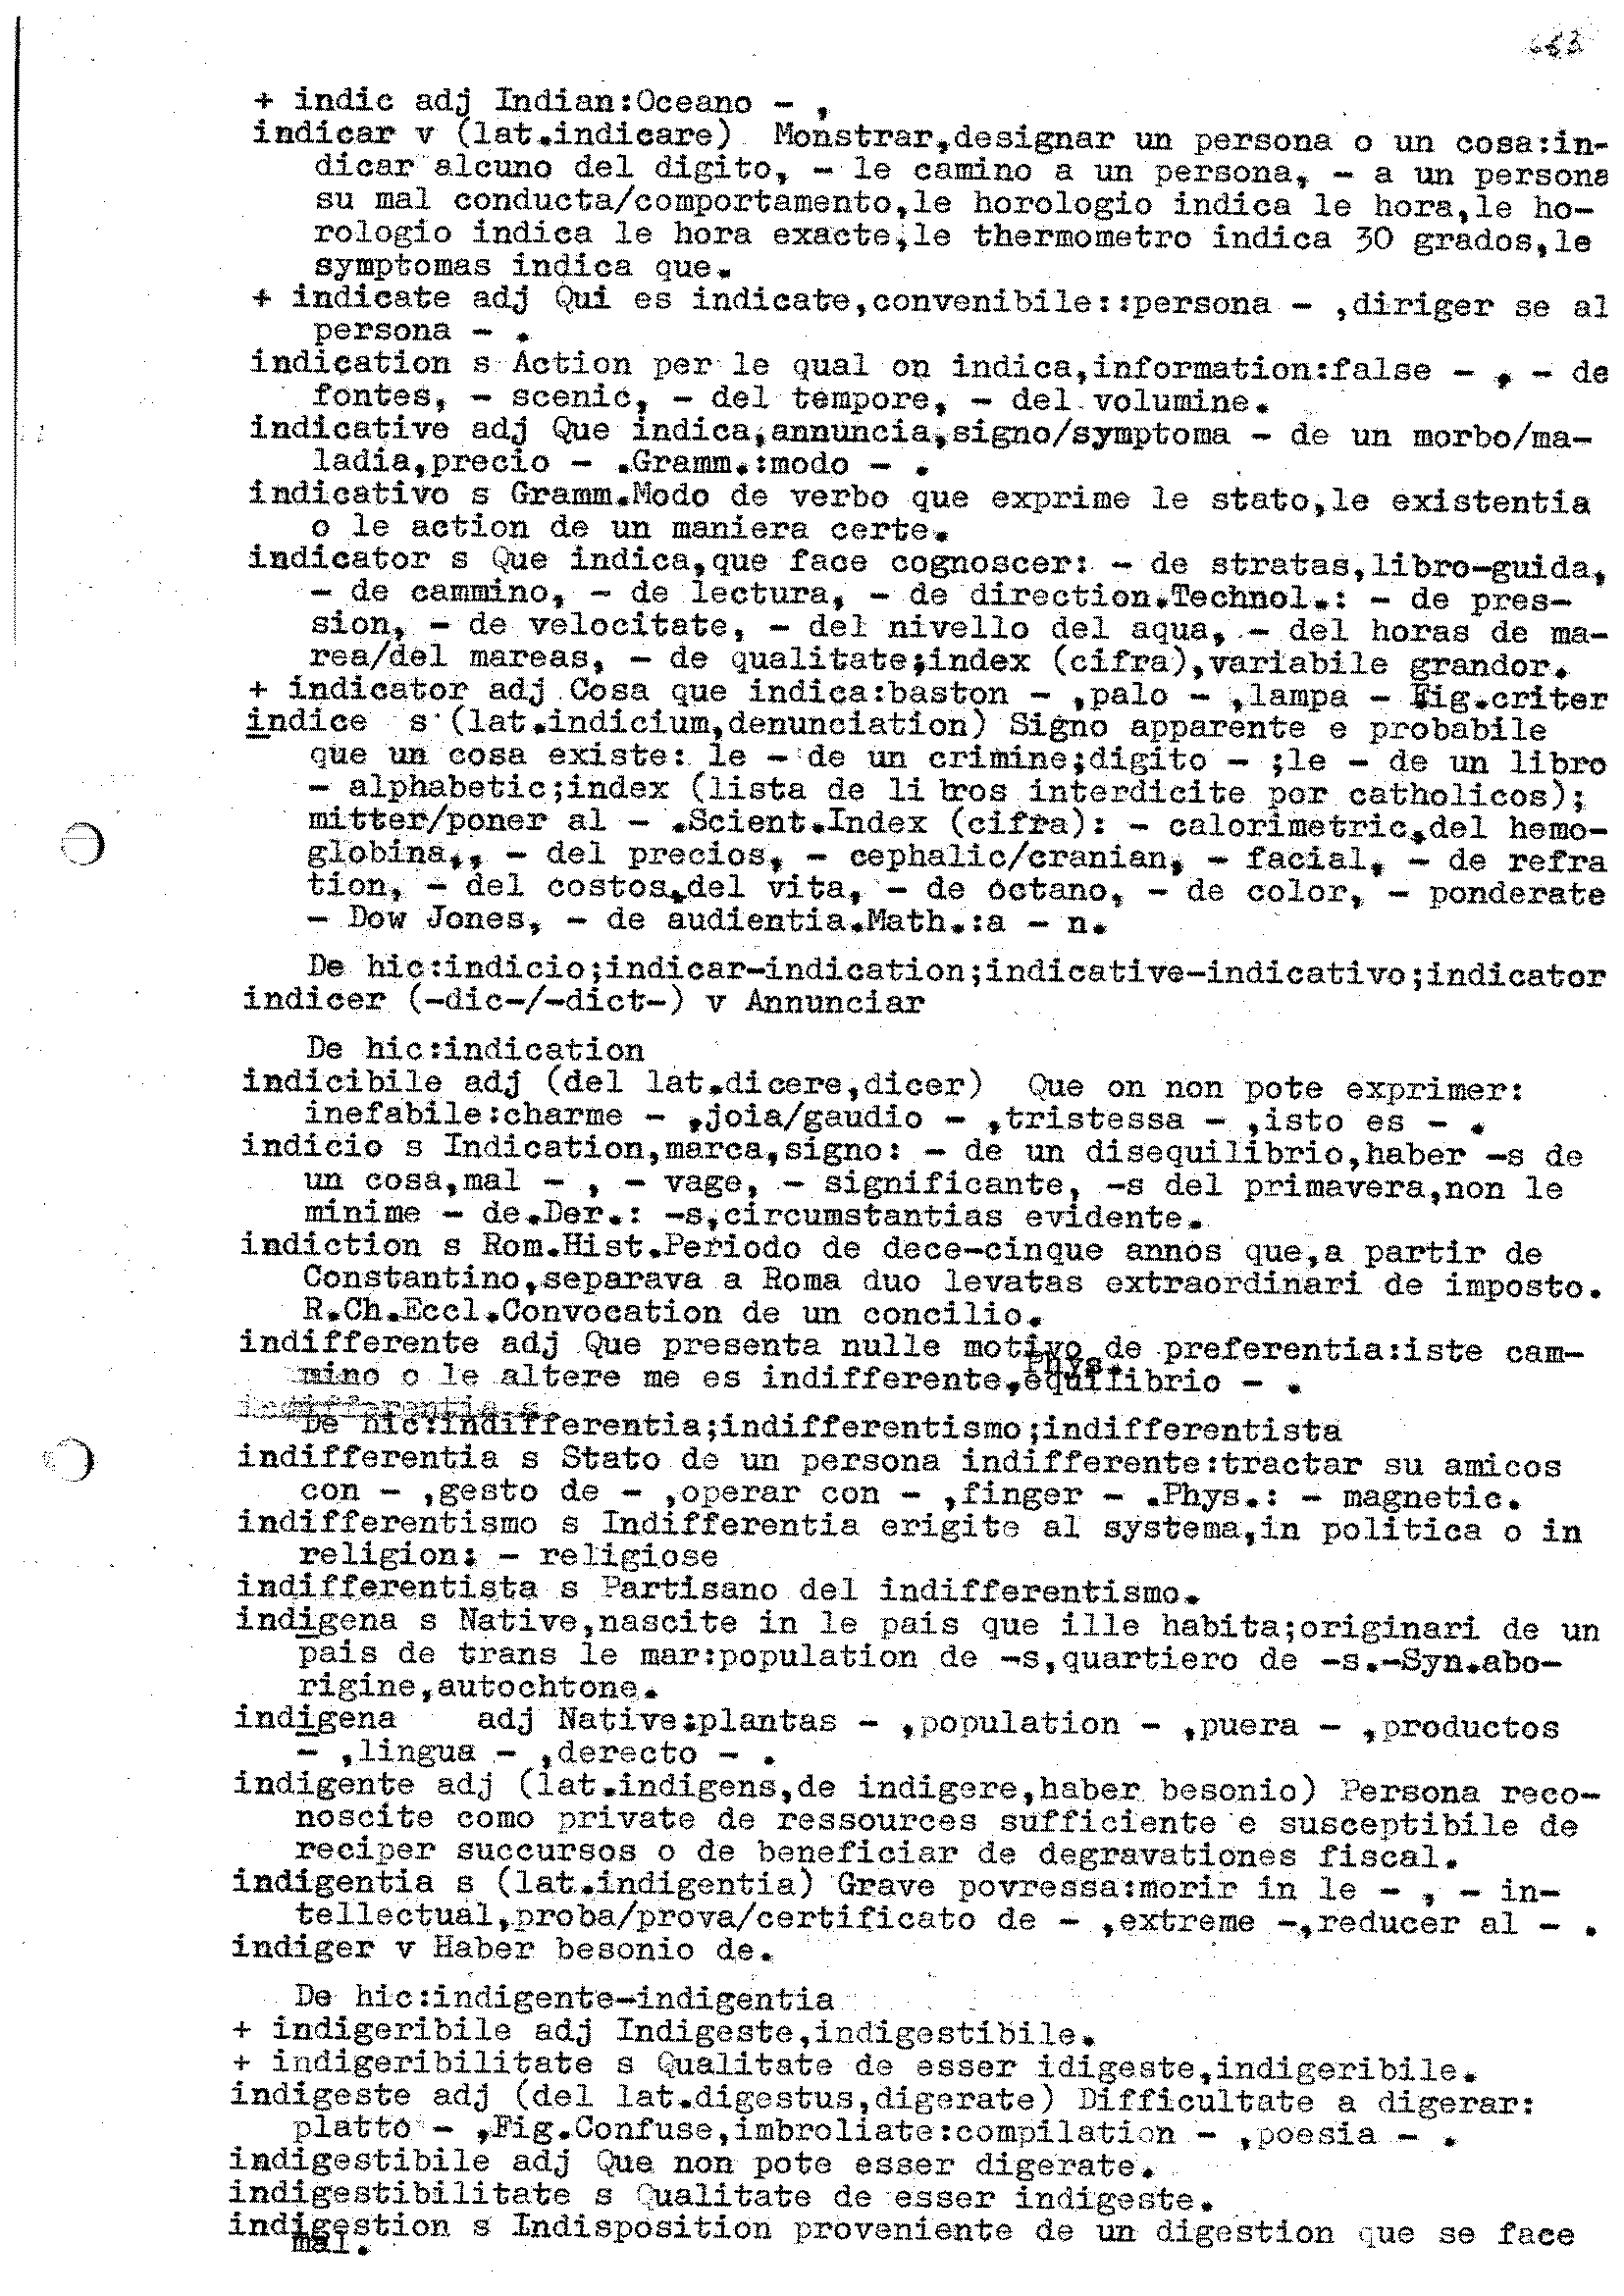 + indic adj Indian:Oceano - ,
indicar v (lat.indicare) Monstrar,designar un persona o un cosa:in-
dicar alcuno del digito, - le camino a un persona, - a un persona
su mal conducta/comportamento,le horologio indica le hora,le ho-
rologio indica le hora exacte,le thermometro indica 30 grados,le
symptomas indica que.
+ indicate adj Qui es indicate,convenibile::persona - ,diriger se al
persona - .
indication s Action per le qual on indica,information:false - , - de
fontes, - scenic, - del tempore, - del volumine.
indicative adj Que indica,annuncia,signo/symptoma - de un morbo/ma-
ladia,precio - .Gramm.:modo - .
indicativo s Gramm.Modo de verbo que exprime le stato,le existentia
o le action de un maniera certe.
indicator s Que indica,que face cognoscer: - de stratas,libro-guida,
- de cammino, - de lectura, - de direction.Technol.: - de pres-
sion, - de velocitate, - del nivello del aqua, - del horas de ma-
rea/del mareas, - de qualitate;index (cifra),variabile grandor.
+ indicator adj Cosa que indica:baston - ,palo - ,lampa - Fig.criter
indice s (lat.indicium,denunciation) Signo apparente e probabile
que un cosa existe: le - de un crimine;digito - ;le - de un libro
- alphabetic;index (lista de li bros interdicite por catholicos);
mitter/poner al - .Scient.Index (cifra): - calorimetric,del hemo-
globina,, - del precios, - cephalic/cranian, - facial, - de refra
tion, - del costos,del vita, - de octano, - de color, - ponderate
- Dow Jones, - de audientia.Math.:a - n.
De hic:indicio;indicar-indication;indicative-indicativo;indicator
indicer (-dic-/-dict-) v Annunciar
De hic:indication
indicibile adj (del lat.dicere,dicer) Que on non pote exprimer:
inefabile:charme - ,joia/gaudio - ,tristessa - ,isto es - .
indicio s Indication,marca,signo: - de un disequilibrio,haber -s de
un cosa,mal - , - vage, - significante, -s del primavera,non le
minime - de.Der.: -s,circumstantias evidente.
indiction s Rom.Hist.Periodo de dece-cinque annos que,a partir de
Constantino,separava a Roma duo levatas extraordinari de imposto.
R.Ch.Eccl.Convocation de un concilio.
indifferente adj Que presenta nulle motivo de preferentia:iste cam-
mino o le altere me es indifferente.Phys.equilibrio - .
De hic:indifferentia;indifferentismo;indifferentista
indifferentia s Stato de un persona indifferente:tractar su amicos
con - ,gesto de - ,operar con - ,finger - .Phys.: - magnetic.
indifferentismo s Indifferentia erigite al systema,in politica o in
religion: - religiose
indifferentista s Partisano del indifferentismo.
indigena s Native,nascite in le pais que ille habita;originari de un
pais de trans le mar:population de -s,quartiero de -s.-Syn.abo-
rigine,autochtone.
indigena adj Native:plantas - ,population - ,puera - ,productos
- ,lingua - ,derecto - .
indigente adj (lat.indigens,de indigere,haber besonio) Persona reco-
noscite como private de ressources sufficiente e susceptibile de
reciper succursos o de beneficiar de degravationes fiscal.
indigentia s (lat.indigentia) Grave povressa:morir in le - , - in-
tellectual,proba/prova/certificato de - ,extreme -,reducer al - .
indiger v Haber besonio de.
De hic:indigente-indigentia
+ indigeribile adj Indigeste,indigestibile.
+ indigeribilitate s Qualitate de esser idigeste,indigeribile.
indigeste adj (del lat.digestus,digerate) Difficultate a digerar:
platto - ,Fig.Confuse,imbroliate:compilation - ,poesia - .
indigestibile adj Que non pote esser digerate.
indigestibilitate s Qualitate de esser indigeste.
indigestion s Indisposition proveniente de un digestion que se face
mal.